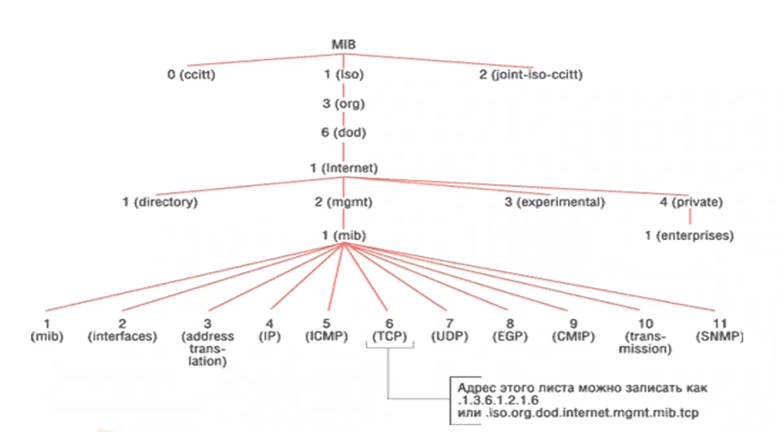 MIB
0 (ccitt) 1 (Iso) 2 (joint-iso-ccitt)
3 (org)
6 (dod)
1 (Internet)
1 (directory) 2 (mgmt) 3 (experimental) 4 (private)
1 (mib) 1 (enterprises)
1 2 3 4 5 6 7 8 9 10 11
(mib) (interfaces) (address (IP) (ICMP) (TCP) (UDP) (EGP) (CMIP) (trans- (SNMP)
trans- mission)
lation)
Адрес этого листа можно записать как
.1.3.6.1.2.1.6
или .iso.org.dod.internet.mgmt.mib.tcp